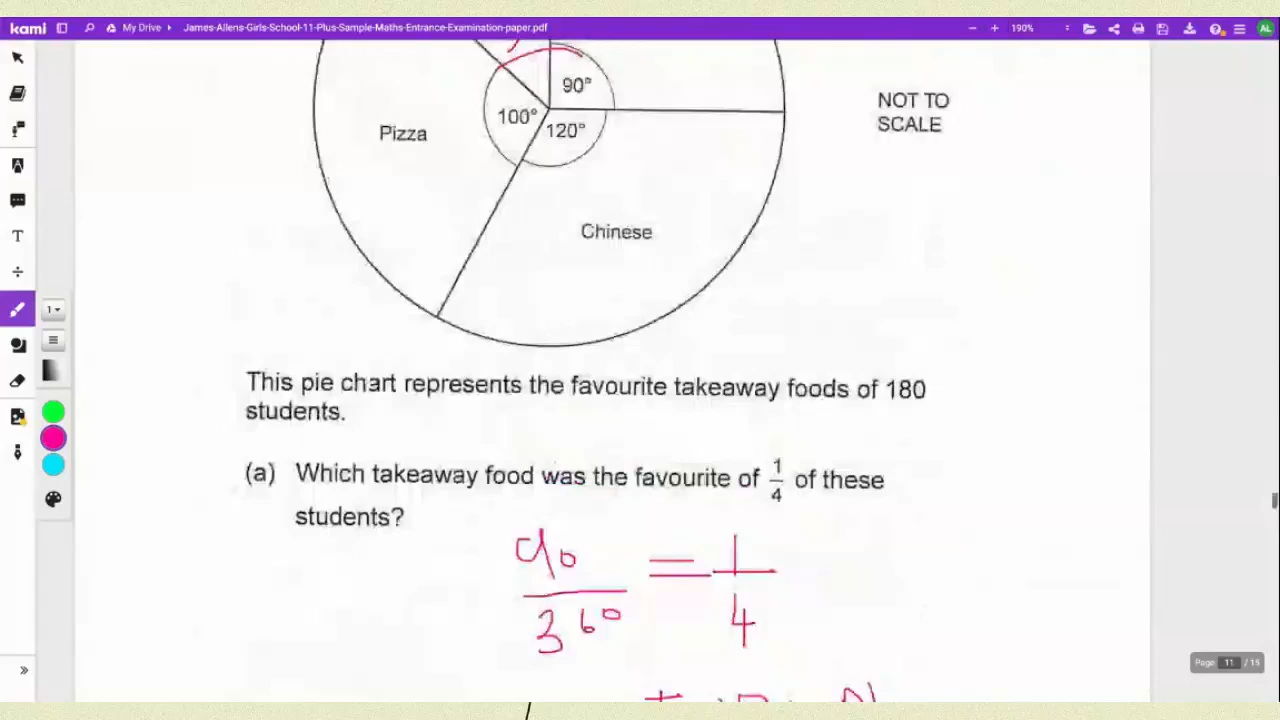 kami My Drive James-Allens-Girls-School-11-Plus-Sample-Maths-Entrance-Examination-paper.pdf 190% AL
90°
100°
120°
Pizza
Chinese
NOT TO
SCALE
This pie chart represents the favourite takeaway foods of 180
students.
(a) Which takeaway food was the favourite of 1/4 of these
students?
90/360 = 1/4
Page 11 / 15